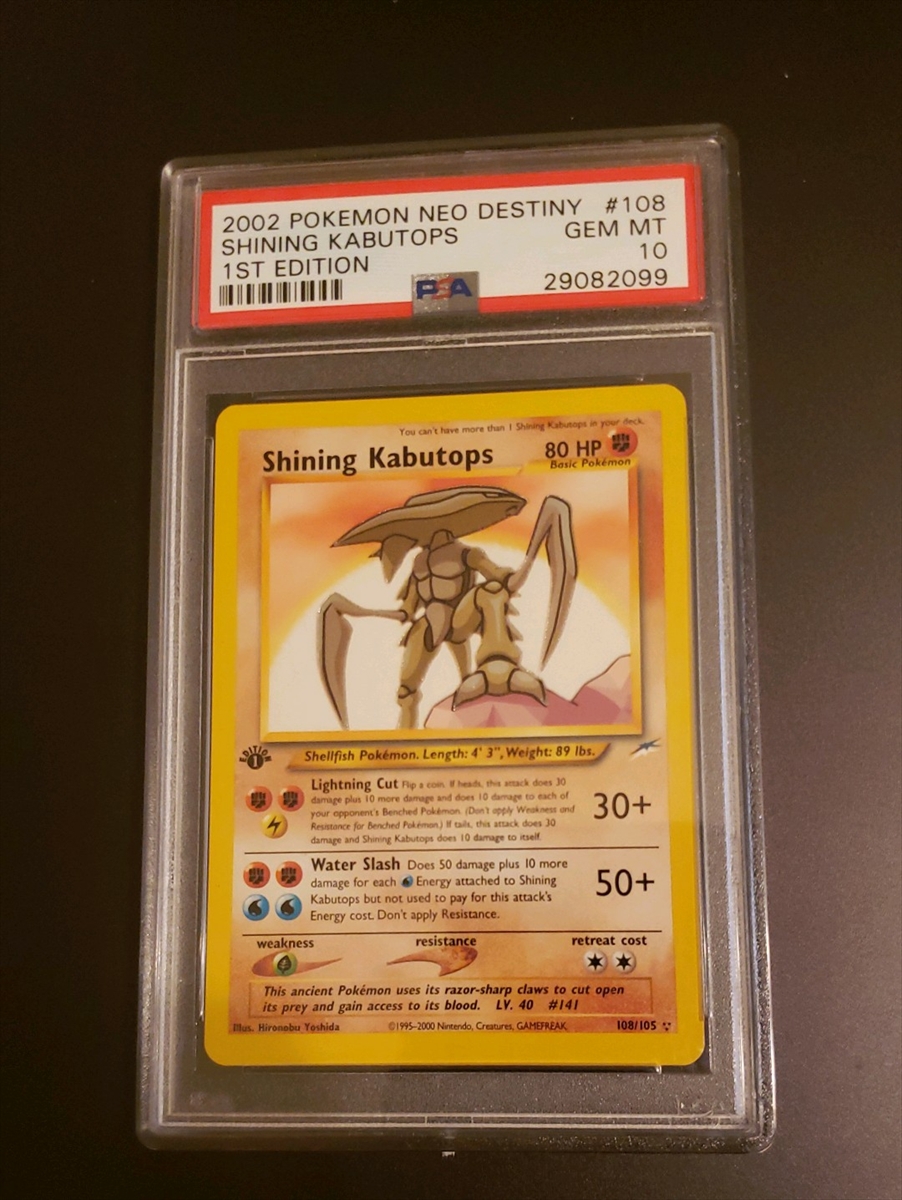 2002 POKEMON NEO DESTINY #108
SHINING KABUTOPS GEM MT
1ST EDITION 10
PSA 29082099
You can't have more than 1 Shining Kabutops in your deck.
Shining Kabutops 80 HP
Basic Pokémon
EDITION
1
Shellfish Pokémon. Length: 4' 3", Weight: 89 lbs.
Lightning Cut Flip a coin. If heads, this attack does 30
damage plus 10 more damage and does 10 damage to each of
your opponent's Benched Pokémon. (Don't apply Weakness and
Resistance for Benched Pokémon.) If tails, this attack does 30
damage and Shining Kabutops does 10 damage to itself.
30+
Water Slash Does 50 damage plus 10 more
damage for each Energy attached to Shining
Kabutops but not used to pay for this attack's
Energy cost. Don't apply Resistance.
50+
weakness resistance retreat cost
This ancient Pokémon uses its razor-sharp claws to cut open
its prey and gain access to its blood. LV. 40 #141
Illus. Hironobu Yoshida ©1995-2000 Nintendo, Creatures, GAMEFREAK. 108/105